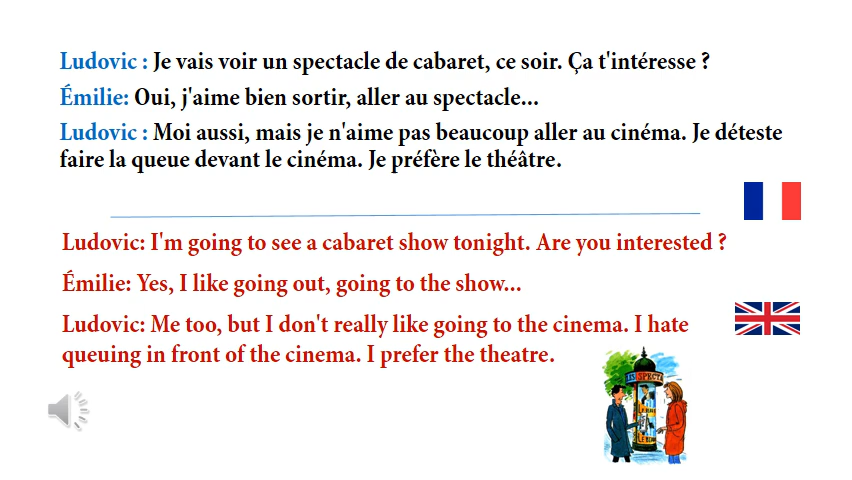 Ludovic : Je vais voir un spectacle de cabaret, ce soir. Ça t'intéresse ?
Émilie: Oui, j'aime bien sortir, aller au spectacle...
Ludovic : Moi aussi, mais je n'aime pas beaucoup aller au cinéma. Je déteste
faire la queue devant le cinéma. Je préfère le théâtre.
Ludovic: I'm going to see a cabaret show tonight. Are you interested ?
Émilie: Yes, I like going out, going to the show...
Ludovic: Me too, but I don't really like going to the cinema. I hate
queuing in front of the cinema. I prefer the theatre.